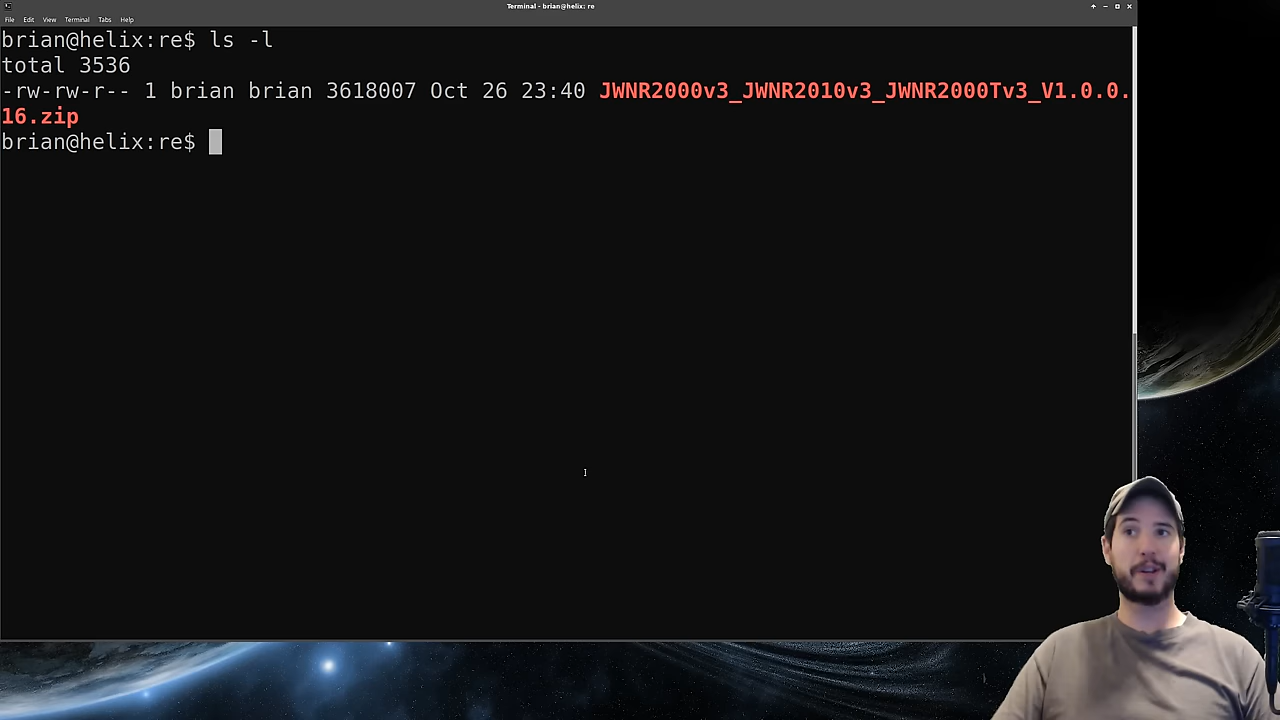 Terminal - brian@helix: re
File Edit View Terminal Tabs Help
brian@helix:re$ ls -l
total 3536
-rw-rw-r-- 1 brian brian 3618007 Oct 26 23:40 JWNR2000v3_JWNR2010v3_JWNR2000Tv3_V1.0.0.
16.zip
brian@helix:re$